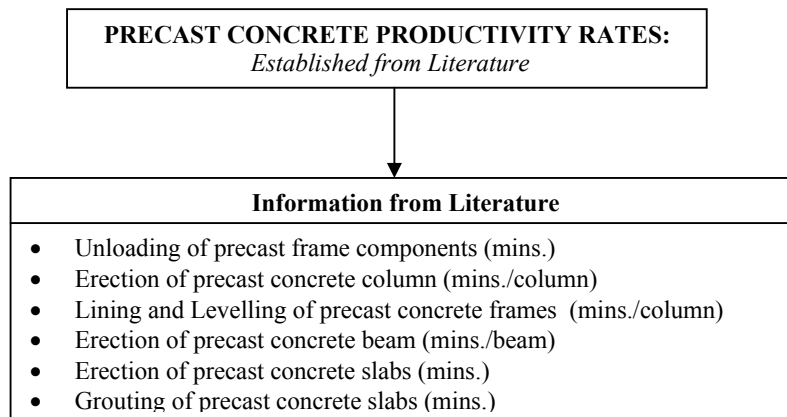 PRECAST CONCRETE PRODUCTIVITY RATES:
Established from Literature
Information from Literature
• Unloading of precast frame components (mins.)
• Erection of precast concrete column (mins./column)
• Lining and Levelling of precast concrete frames (mins./column)
• Erection of precast concrete beam (mins./beam)
• Erection of precast concrete slabs (mins.)
• Grouting of precast concrete slabs (mins.)